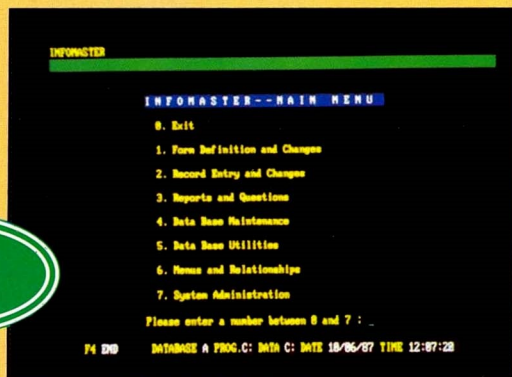 INFOMASTER
INFOMASTER--MAIN MENU
0. Exit
1. Form Definition and Changes
2. Record Entry and Changes
3. Reports and Questions
4. Data Base Maintenance
5. Data Base Utilities
6. Menus and Relationships
7. System Administration
Please enter a number between 0 and 7 : _
F4 END DATABASE A PROG.C: DATA C: DATE 18/06/87 TIME 12:07:28